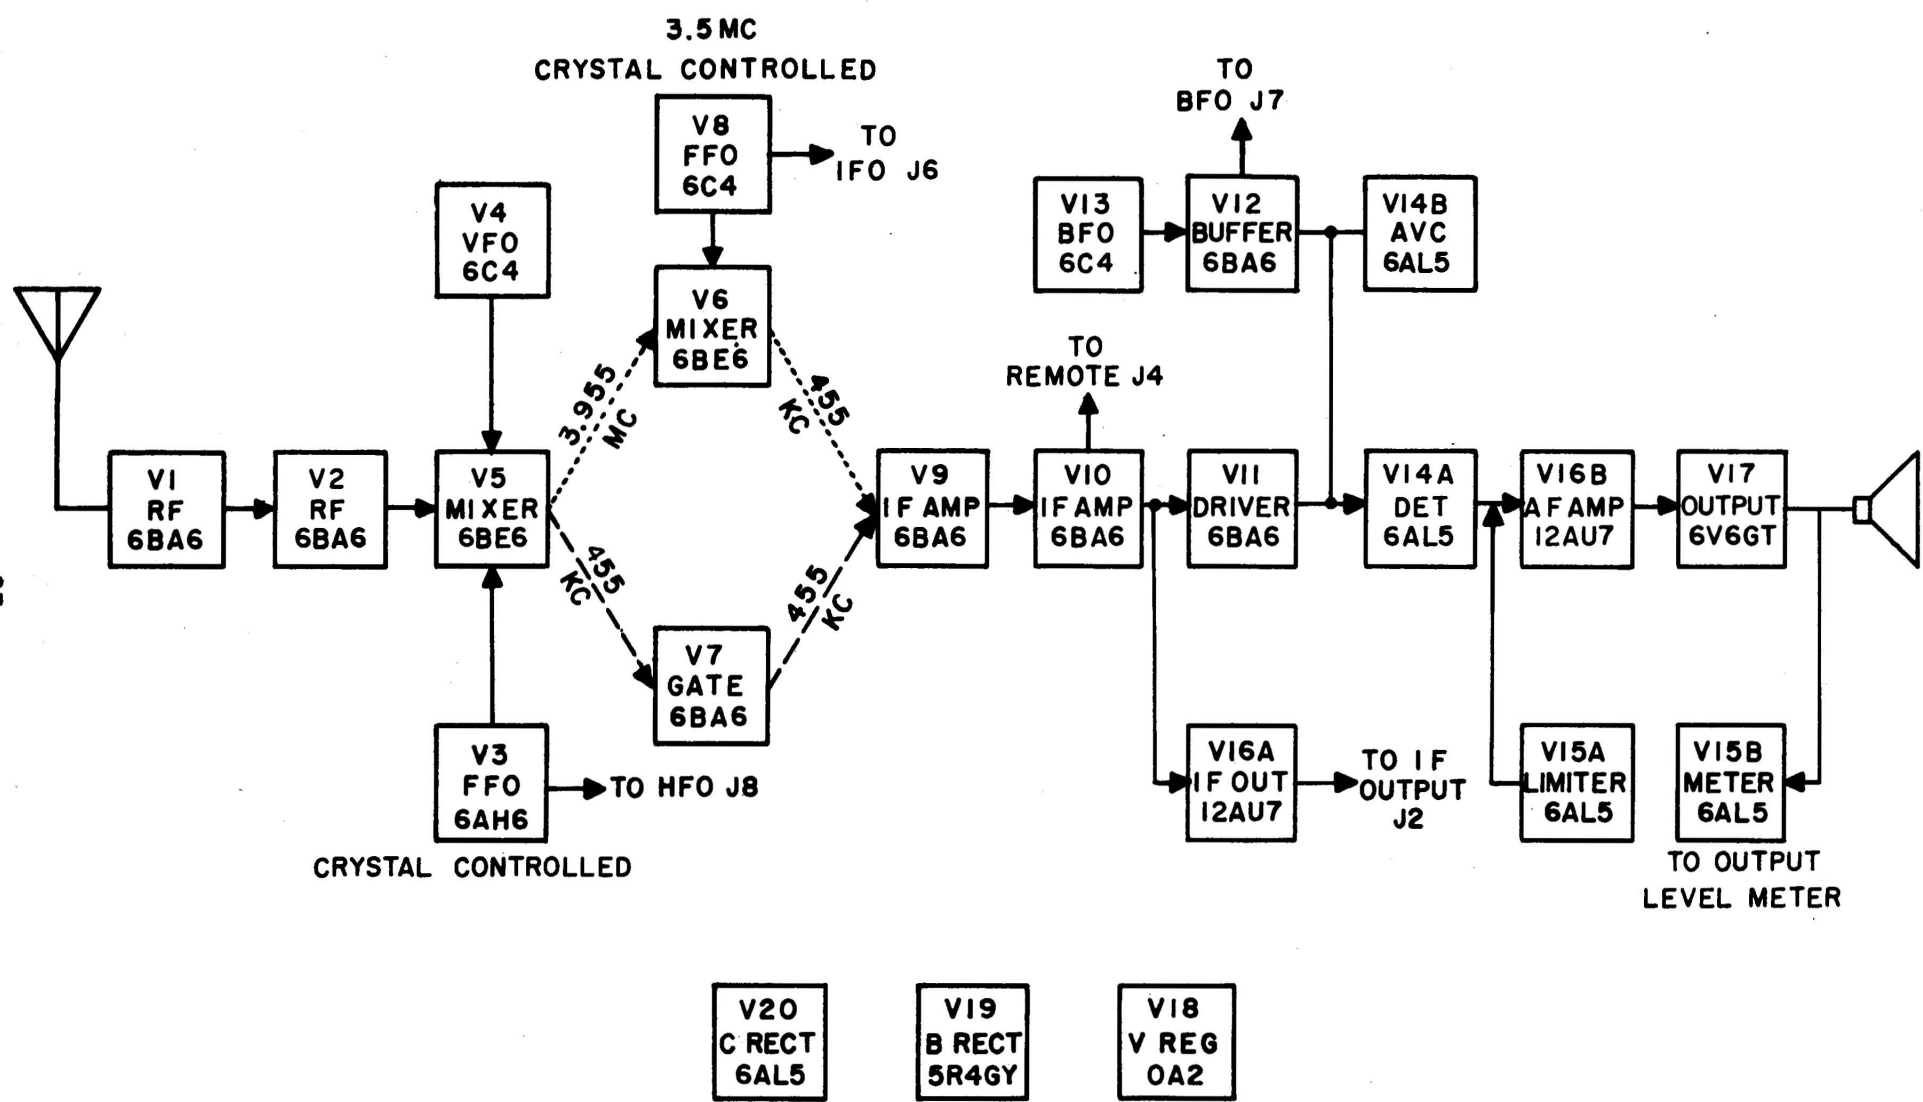 3.5 MC
CRYSTAL CONTROLLED
V8
FFO
6C4
TO
IFO J6
TO
BFO J7
V4
VFO
6C4
V13
BFO
6C4
V12
BUFFER
6BA6
V14B
AVC
6AL5
V6
MIXER
6BE6
3.955
MC
455
KC
TO
REMOTE J4
V1
RF
6BA6
V2
RF
6BA6
V5
MIXER
6BE6
V9
IF AMP
6BA6
V10
IF AMP
6BA6
V11
DRIVER
6BA6
V14A
DET
6AL5
V16B
AF AMP
12AU7
V17
OUTPUT
6V6GT
455
KC
455
KC
V7
GATE
6BA6
V3
FFO
6AH6
TO HFO J8
CRYSTAL CONTROLLED
V16A
IF OUT
12AU7
TO IF
OUTPUT
J2
V15A
LIMITER
6AL5
V15B
METER
6AL5
TO OUTPUT
LEVEL METER
V20
C RECT
6AL5
V19
B RECT
5R4GY
V18
V REG
OA2